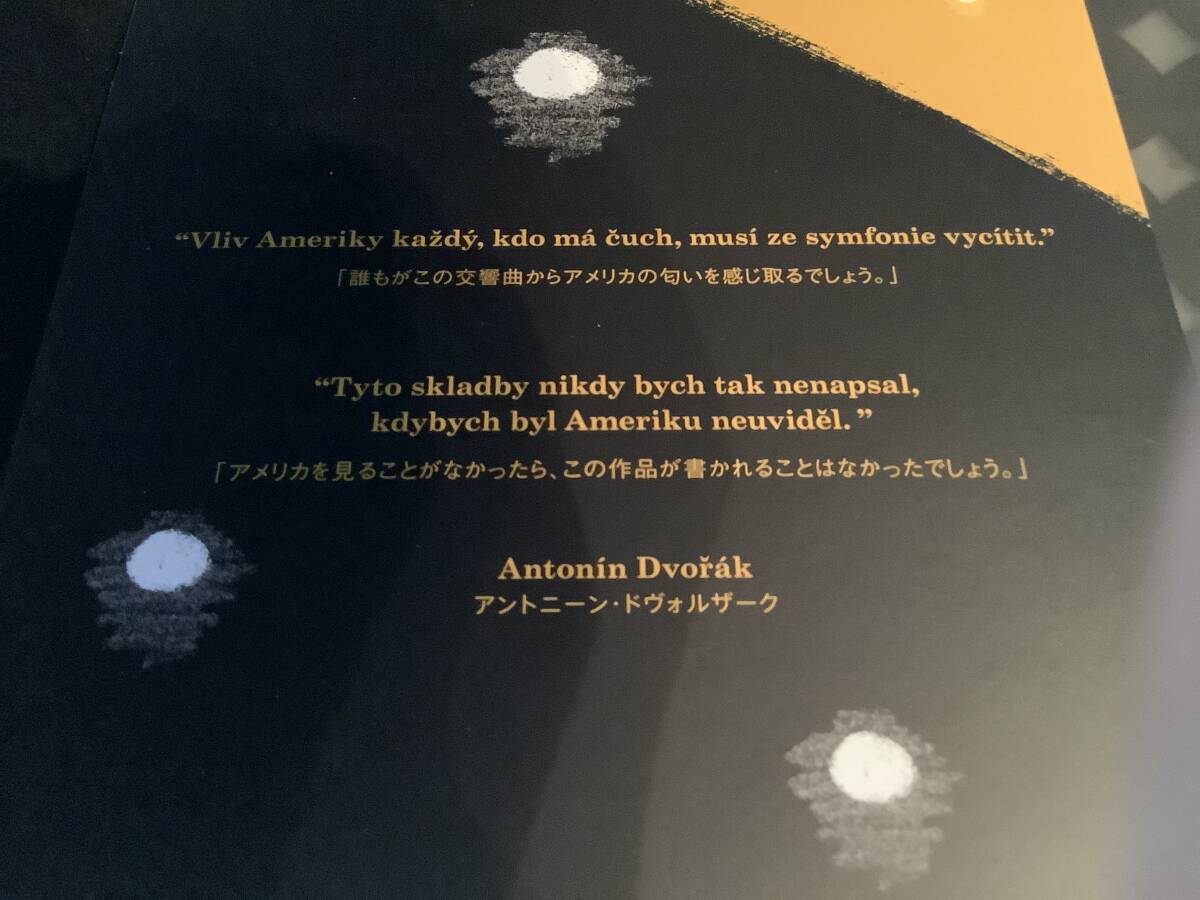 “Vliv Ameriky každý, kdo má čuch, musí ze symfonie vycítit.”
「誰もがこの交響曲からアメリカの匂いを感じ取るでしょう。」
“Tyto skladby nikdy bych tak nenapsal,
kdybych byl Ameriku neuviděl.”
「アメリカを見ることがなかったら、この作品が書かれることはなかったでしょう。」
Antonín Dvořák
アントニーン・ドヴォルザーク